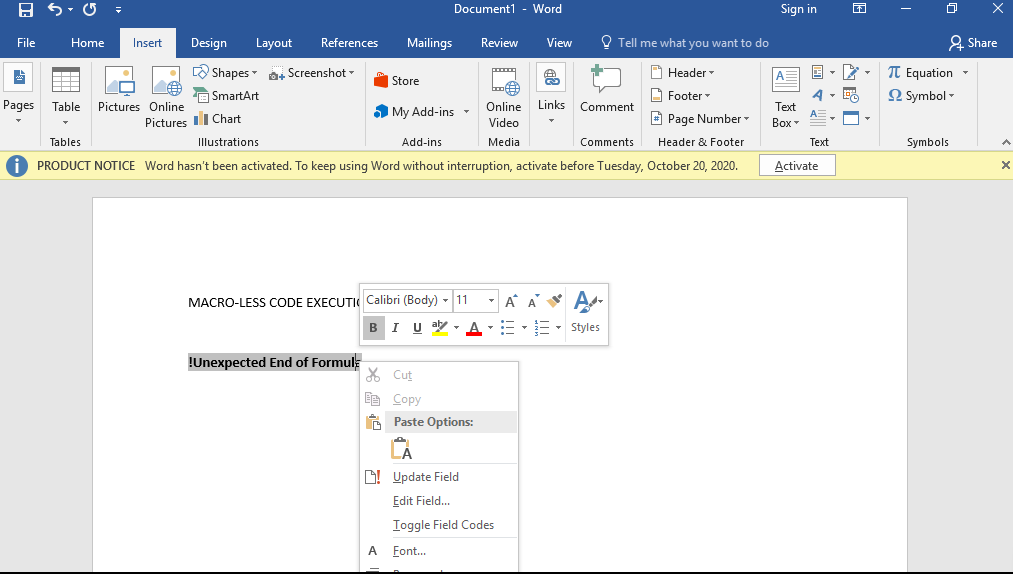 Document1 - Word
Sign in
File Home Insert Design Layout References Mailings Review View Tell me what you want to do Share
Pages
Table
Tables
Pictures
Online Pictures
Shapes
SmartArt
Chart
Screenshot
Illustrations
Store
My Add-ins
Add-ins
Online Video
Media
Links
Comment
Comments
Header
Footer
Page Number
Header & Footer
Text Box
Text
π Equation
Ω Symbol
Symbols
PRODUCT NOTICE Word hasn't been activated. To keep using Word without interruption, activate before Tuesday, October 20, 2020. Activate
MACRO-LESS CODE
Calibri (Body) 11
B I U
Styles
!Unexpected End of
Cut
Copy
Paste Options:
Update Field
Edit Field...
Toggle Field Codes
Font...